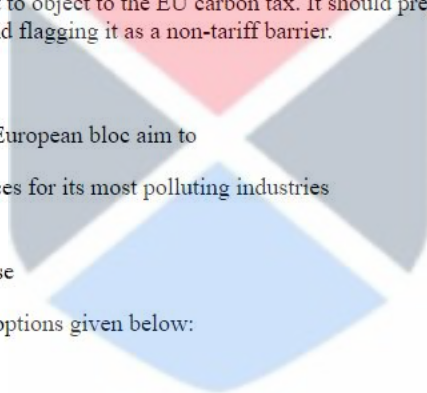 to object to the EU carbon tax. It should pre
d flagging it as a non-tariff barrier.
European bloc aim to
es for its most polluting industries
se
options given below: